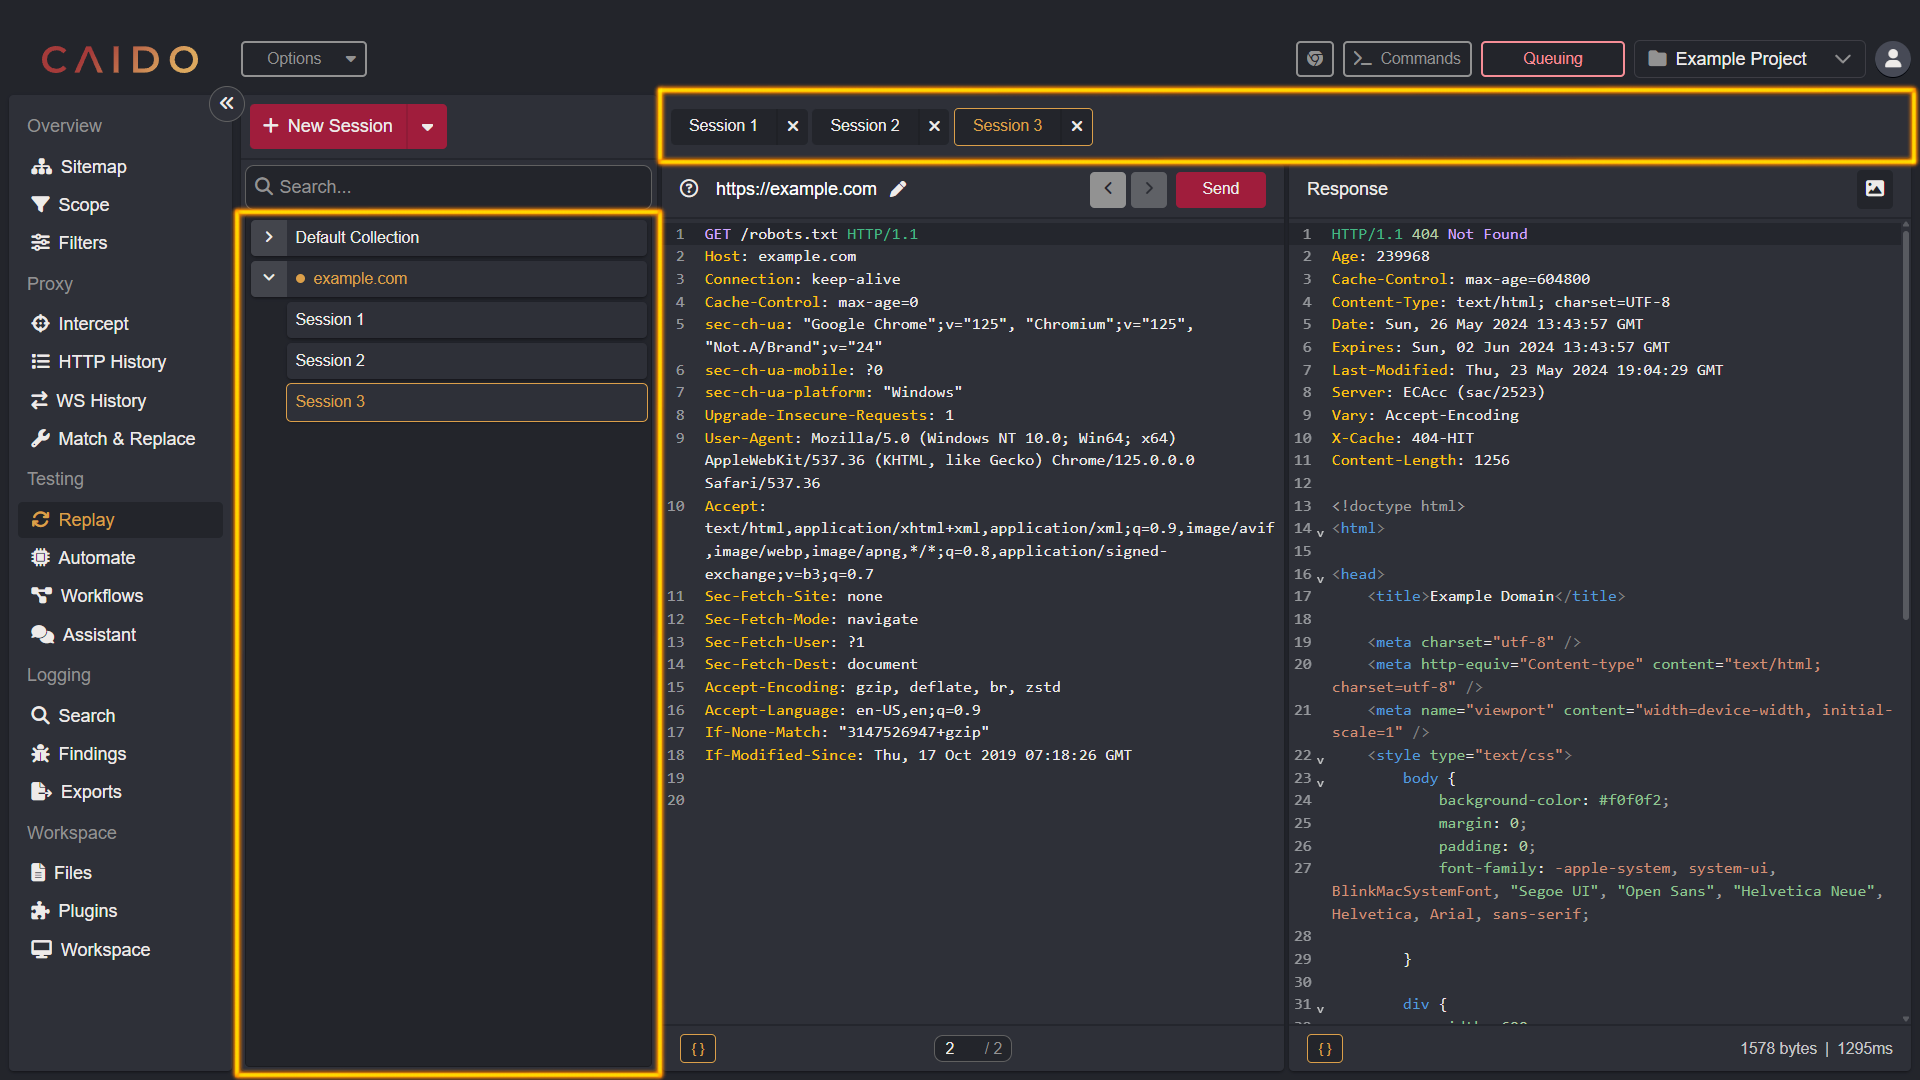 CAIDO
Options
Commands
Queuing
Example Project
Overview
Sitemap
Scope
Filters
Proxy
Intercept
HTTP History
WS History
Match & Replace
Testing
Replay
Automate
Workflows
Assistant
Logging
Search
Findings
Exports
Workspace
Files
Plugins
Workspace
+ New Session
Search...
Default Collection
example.com
Session 1
Session 2
Session 3
Session 1
Session 2
Session 3
https://example.com
Send
1 GET /robots.txt HTTP/1.1
2 Host: example.com
3 Connection: keep-alive
4 Cache-Control: max-age=0
5 sec-ch-ua: "Google Chrome";v="125", "Chromium";v="125",
"Not.A/Brand";v="24"
6 sec-ch-ua-mobile: ?0
7 sec-ch-ua-platform: "Windows"
8 Upgrade-Insecure-Requests: 1
9 User-Agent: Mozilla/5.0 (Windows NT 10.0; Win64; x64)
AppleWebKit/537.36 (KHTML, like Gecko) Chrome/125.0.0.0
Safari/537.36
10 Accept:
text/html,application/xhtml+xml,application/xml;q=0.9,image/avif
,image/webp,image/apng,*/*;q=0.8,application/signed-
exchange;v=b3;q=0.7
11 Sec-Fetch-Site: none
12 Sec-Fetch-Mode: navigate
13 Sec-Fetch-User: ?1
14 Sec-Fetch-Dest: document
15 Accept-Encoding: gzip, deflate, br, zstd
16 Accept-Language: en-US,en;q=0.9
17 If-None-Match: "3147526947+gzip"
18 If-Modified-Since: Thu, 17 Oct 2019 07:18:26 GMT
19
20
{}
2 / 2
Response
1 HTTP/1.1 404 Not Found
2 Age: 239968
3 Cache-Control: max-age=604800
4 Content-Type: text/html; charset=UTF-8
5 Date: Sun, 26 May 2024 13:43:57 GMT
6 Expires: Sun, 02 Jun 2024 13:43:57 GMT
7 Last-Modified: Thu, 23 May 2024 19:04:29 GMT
8 Server: ECAcc (sac/2523)
9 Vary: Accept-Encoding
10 X-Cache: 404-HIT
11 Content-Length: 1256
12
13 <!doctype html>
14 <html>
15
16 <head>
17 <title>Example Domain</title>
18
19 <meta charset="utf-8" />
20 <meta http-equiv="Content-type" content="text/html;
charset=utf-8" />
21 <meta name="viewport" content="width=device-width, initial-
scale=1" />
22 <style type="text/css">
23 body {
24 background-color: #f0f0f2;
25 margin: 0;
26 padding: 0;
27 font-family: -apple-system, system-ui,
BlinkMacSystemFont, "Segoe UI", "Open Sans", "Helvetica Neue",
Helvetica, Arial, sans-serif;
28
29 }
30
31 div {
{}
1578 bytes | 1295ms